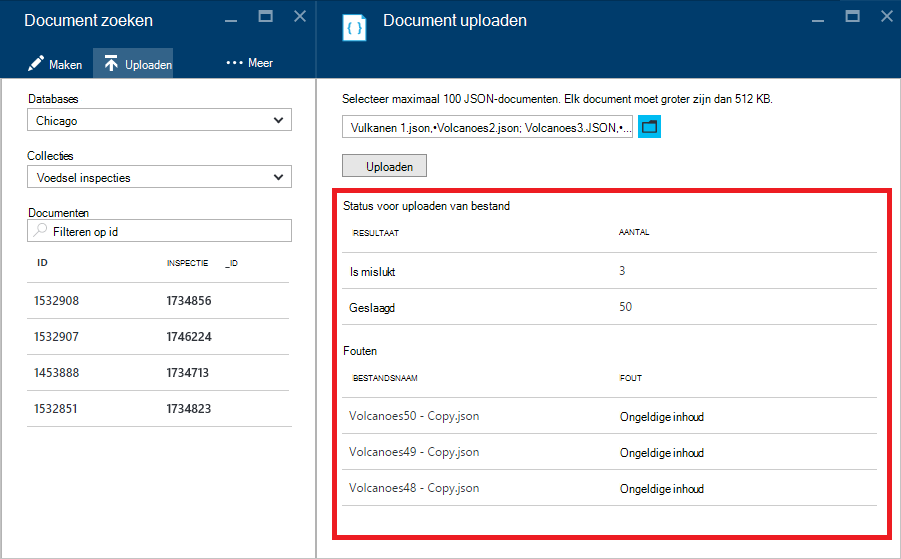 Document zoeken
Maken
Uploaden
Meer
Databases
Chicago
Collecties
Voedsel inspecties
Documenten
Filteren op id
ID INSPECTIE _ID
1532908 1734856
1532907 1746224
1453888 1734713
1532851 1734823
Document uploaden
Selecteer maximaal 100 JSON-documenten. Elk document moet groter zijn dan 512 KB.
Vulkanen 1.json,•Volcanoes2.json; Volcanoes3.JSON,•...
Uploaden
Status voor uploaden van bestand
RESULTAAT AANTAL
Is mislukt 3
Geslaagd 50
Fouten
BESTANDSNAAM FOUT
Volcanoes50 - Copy.json Ongeldige inhoud
Volcanoes49 - Copy.json Ongeldige inhoud
Volcanoes48 - Copy.json Ongeldige inhoud